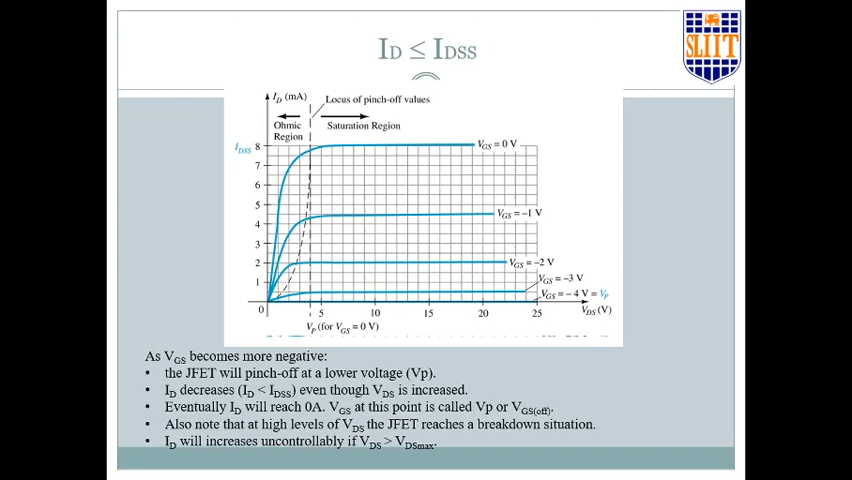 SLIIT
ID ≤ IDSS
ID (mA)
Locus of pinch-off values
Ohmic
Region
Saturation Region
IDSS 8
VGS = 0 V
7
6
5
4
VGS = –1 V
3
2
VGS = –2 V
VGS = –3 V
1
VGS = – 4 V = VP
0 5 10 15 20 25 VDS (V)
VP (for VGS = 0 V)
As VGS becomes more negative:
• the JFET will pinch-off at a lower voltage (Vp).
• ID decreases (ID < IDSS) even though VDS is increased.
• Eventually ID will reach 0A. VGS at this point is called Vp or VGS(off).
• Also note that at high levels of VDS the JFET reaches a breakdown situation.
• ID will increases uncontrollably if VDS > VDSmax.